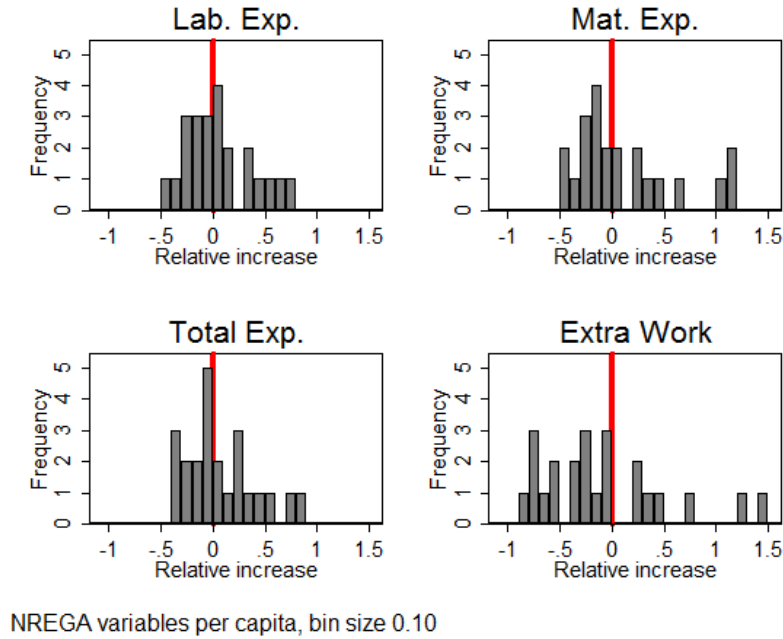 Lab. Exp.
Frequency
0 1 2 3 4 5
-1 -.5 0 .5 1 1.5
Relative increase
Mat. Exp.
Frequency
0 1 2 3 4 5
-1 -.5 0 .5 1 1.5
Relative increase
Total Exp.
Frequency
0 1 2 3 4 5
-1 -.5 0 .5 1 1.5
Relative increase
Extra Work
Frequency
0 1 2 3 4 5
-1 -.5 0 .5 1 1.5
Relative increase
NREGA variables per capita, bin size 0.10